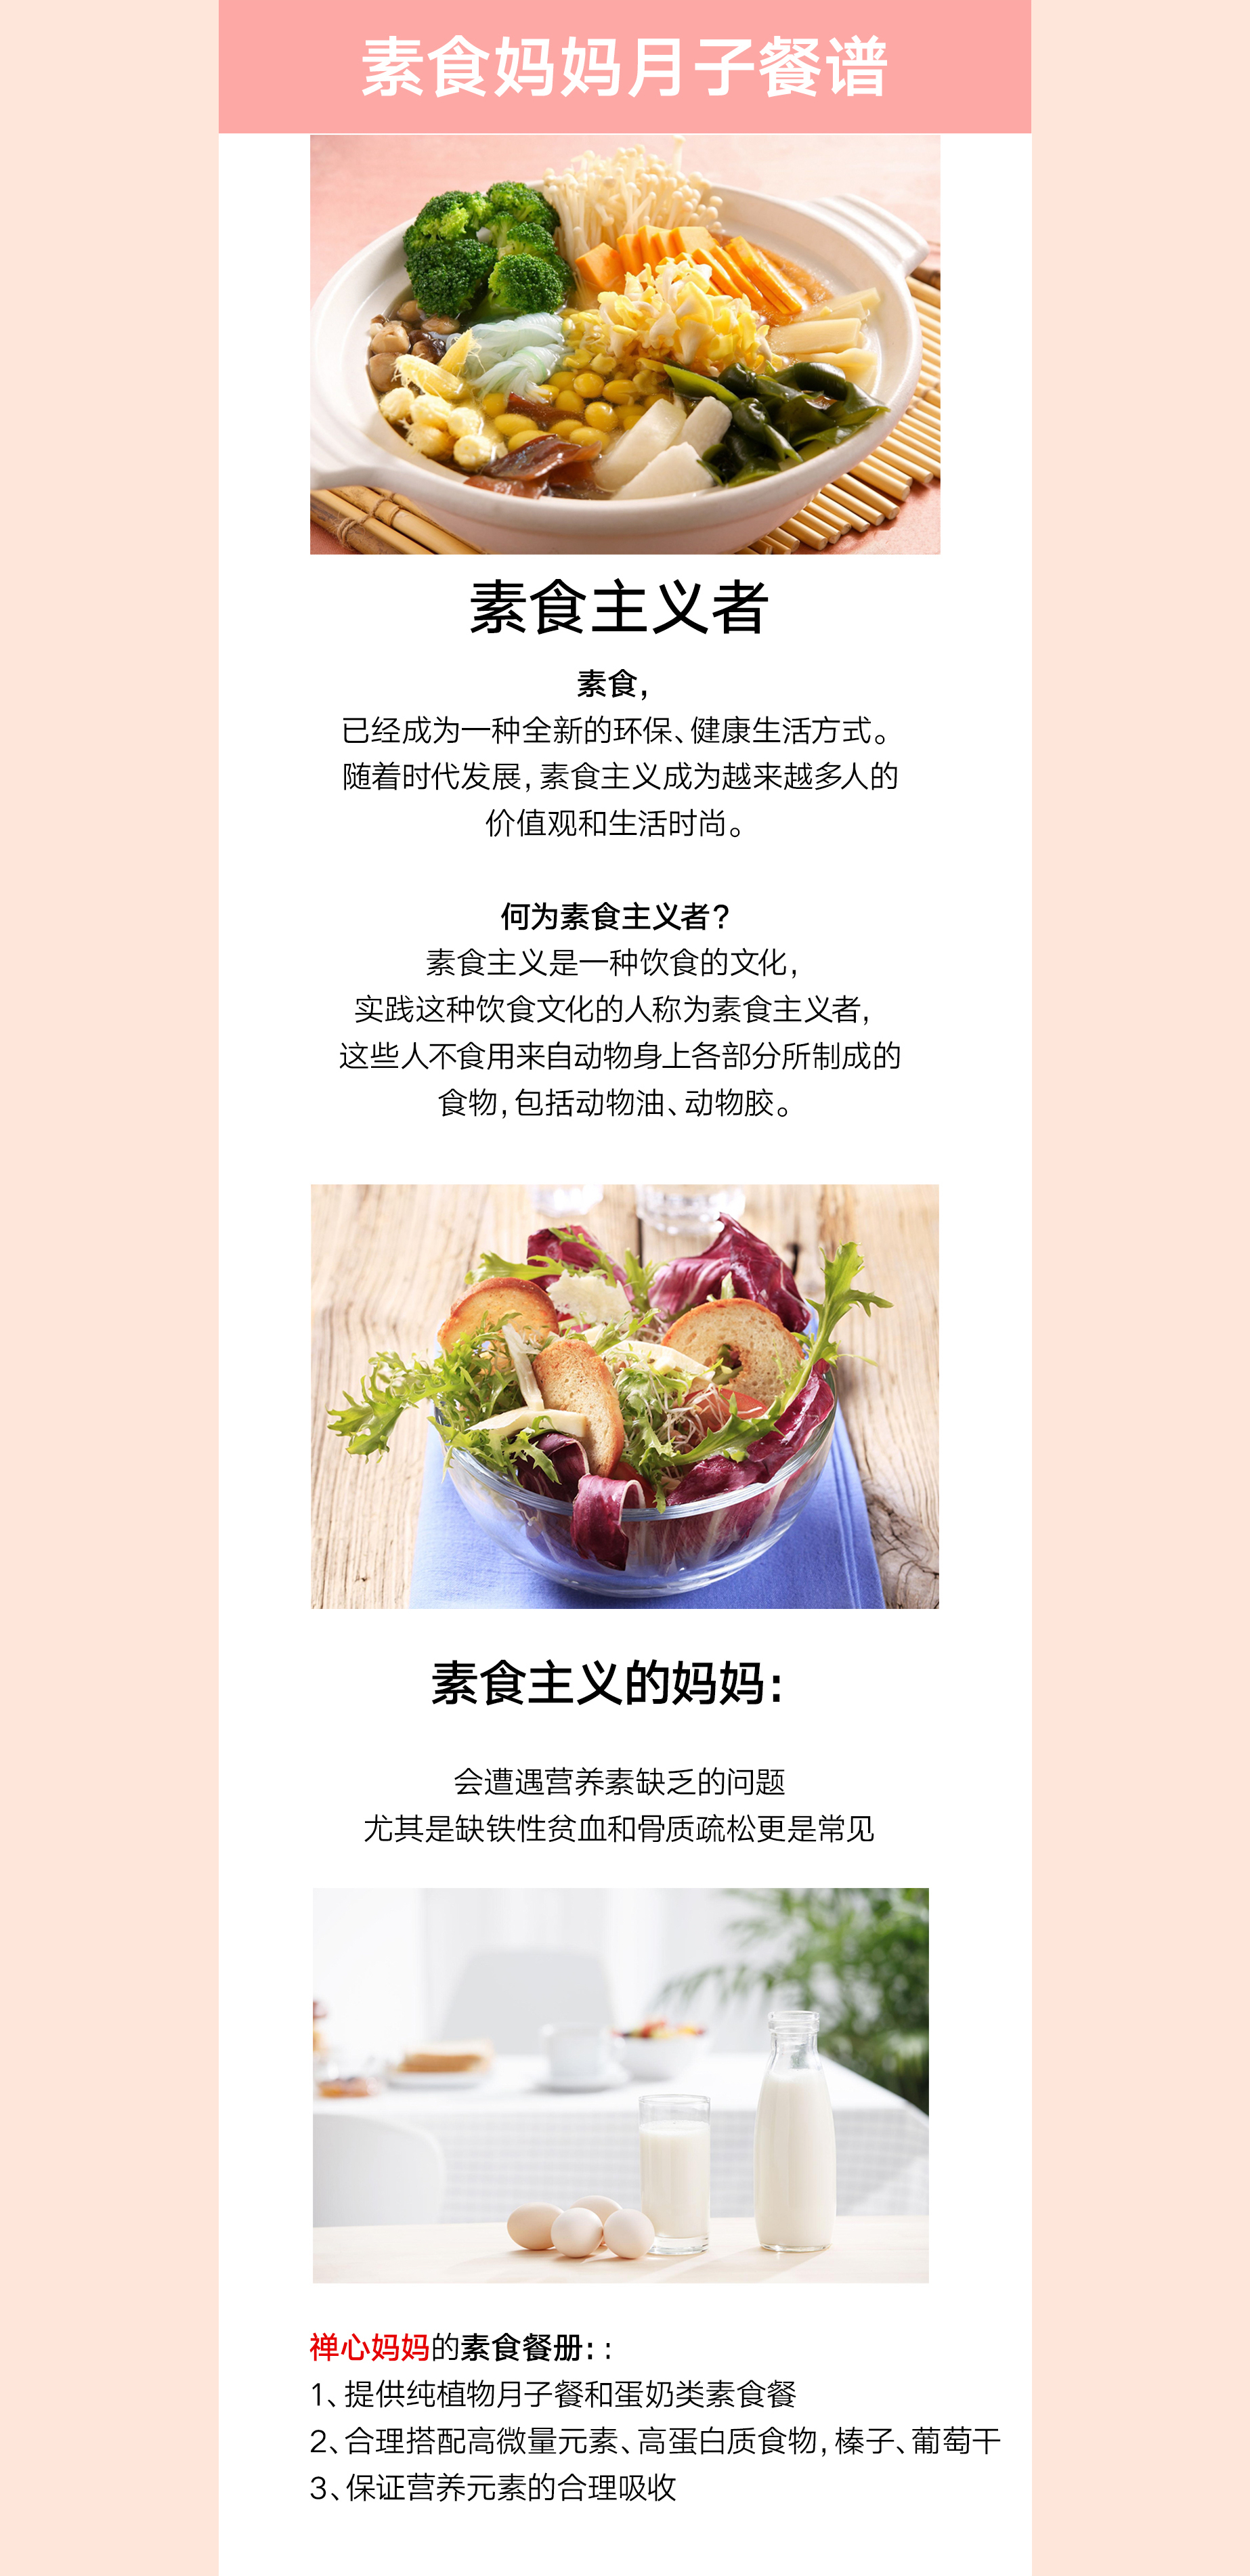 素食妈妈月子餐谱
素食主义者
素食，
已经成为一种全新的环保、健康生活方式。
随着时代发展，素食主义成为越来越多人的
价值观和生活时尚。
何为素食主义者？
素食主义是一种饮食的文化，
实践这种饮食文化的人称为素食主义者，
这些人不食用来自动物身上各部分所制成的
食物，包括动物油、动物胶。
素食主义的妈妈：
会遭遇营养素缺乏的问题
尤其是缺铁性贫血和骨质疏松更是常见
禅心妈妈的素食餐册：：
1、提供纯植物月子餐和蛋奶类素食餐
2、合理搭配高微量元素、高蛋白质食物，榛子、葡萄干
3、保证营养元素的合理吸收